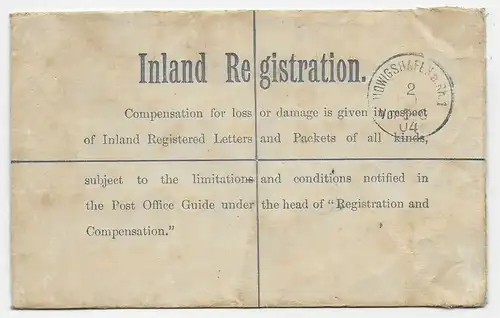 Inland Registration.
Compensation for loss or damage is given in respect
of Inland Registered Letters and Packets of all kinds,
subject to the limitations and conditions notified in
the Post Office Guide under the head of "Registration and
Compensation."
2
04